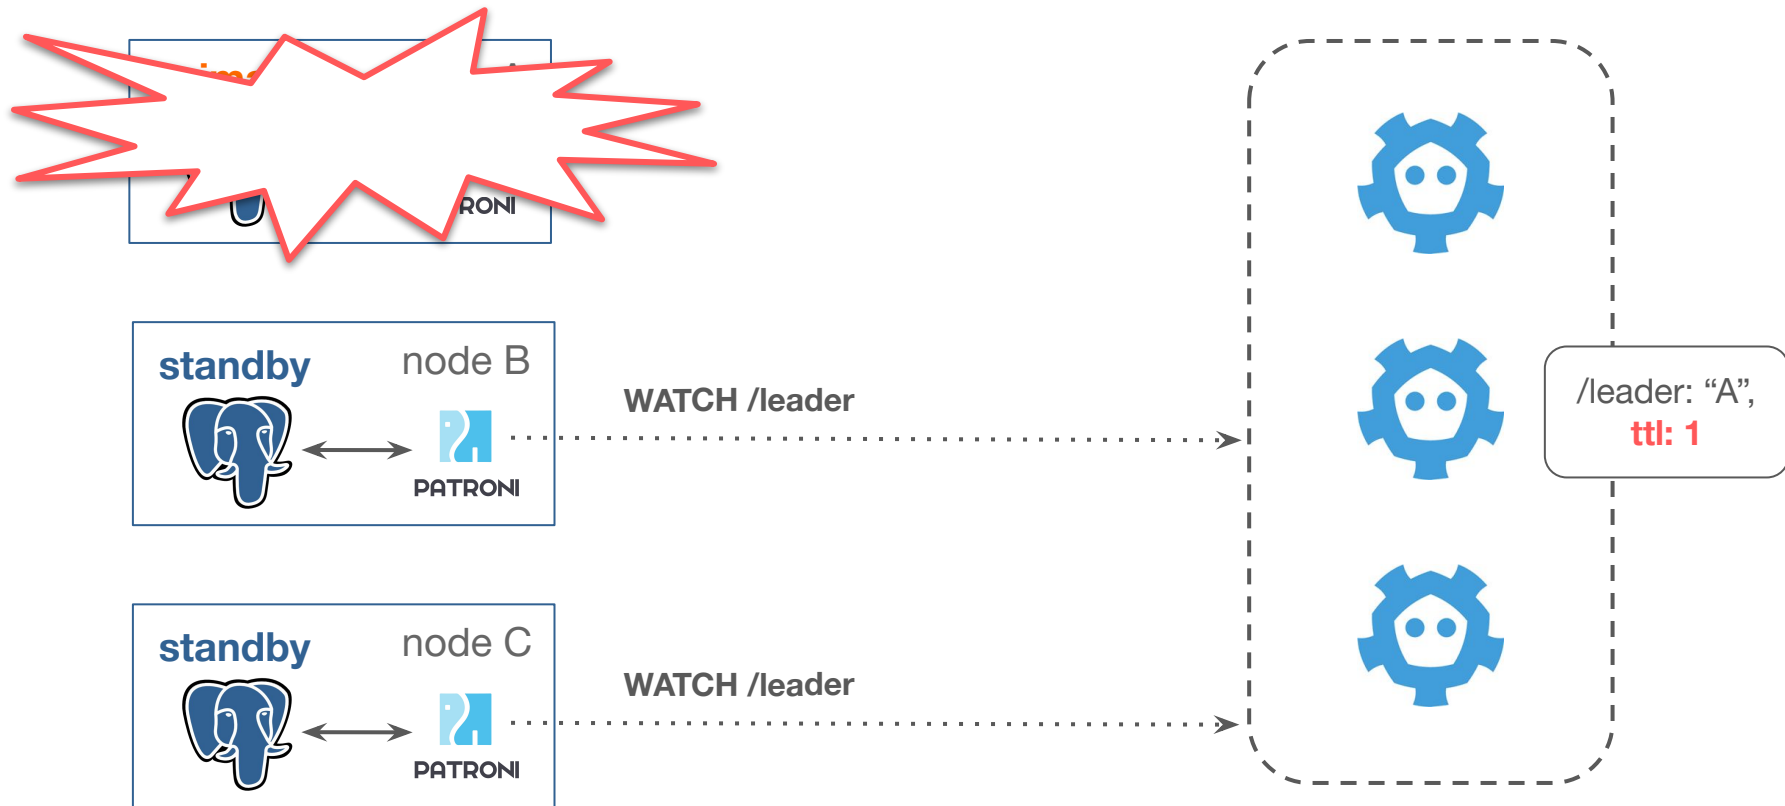 RONI
standby
node B
PATRONI
WATCH /leader
/leader: “A”,
ttl: 1
standby
node C
PATRONI
WATCH /leader